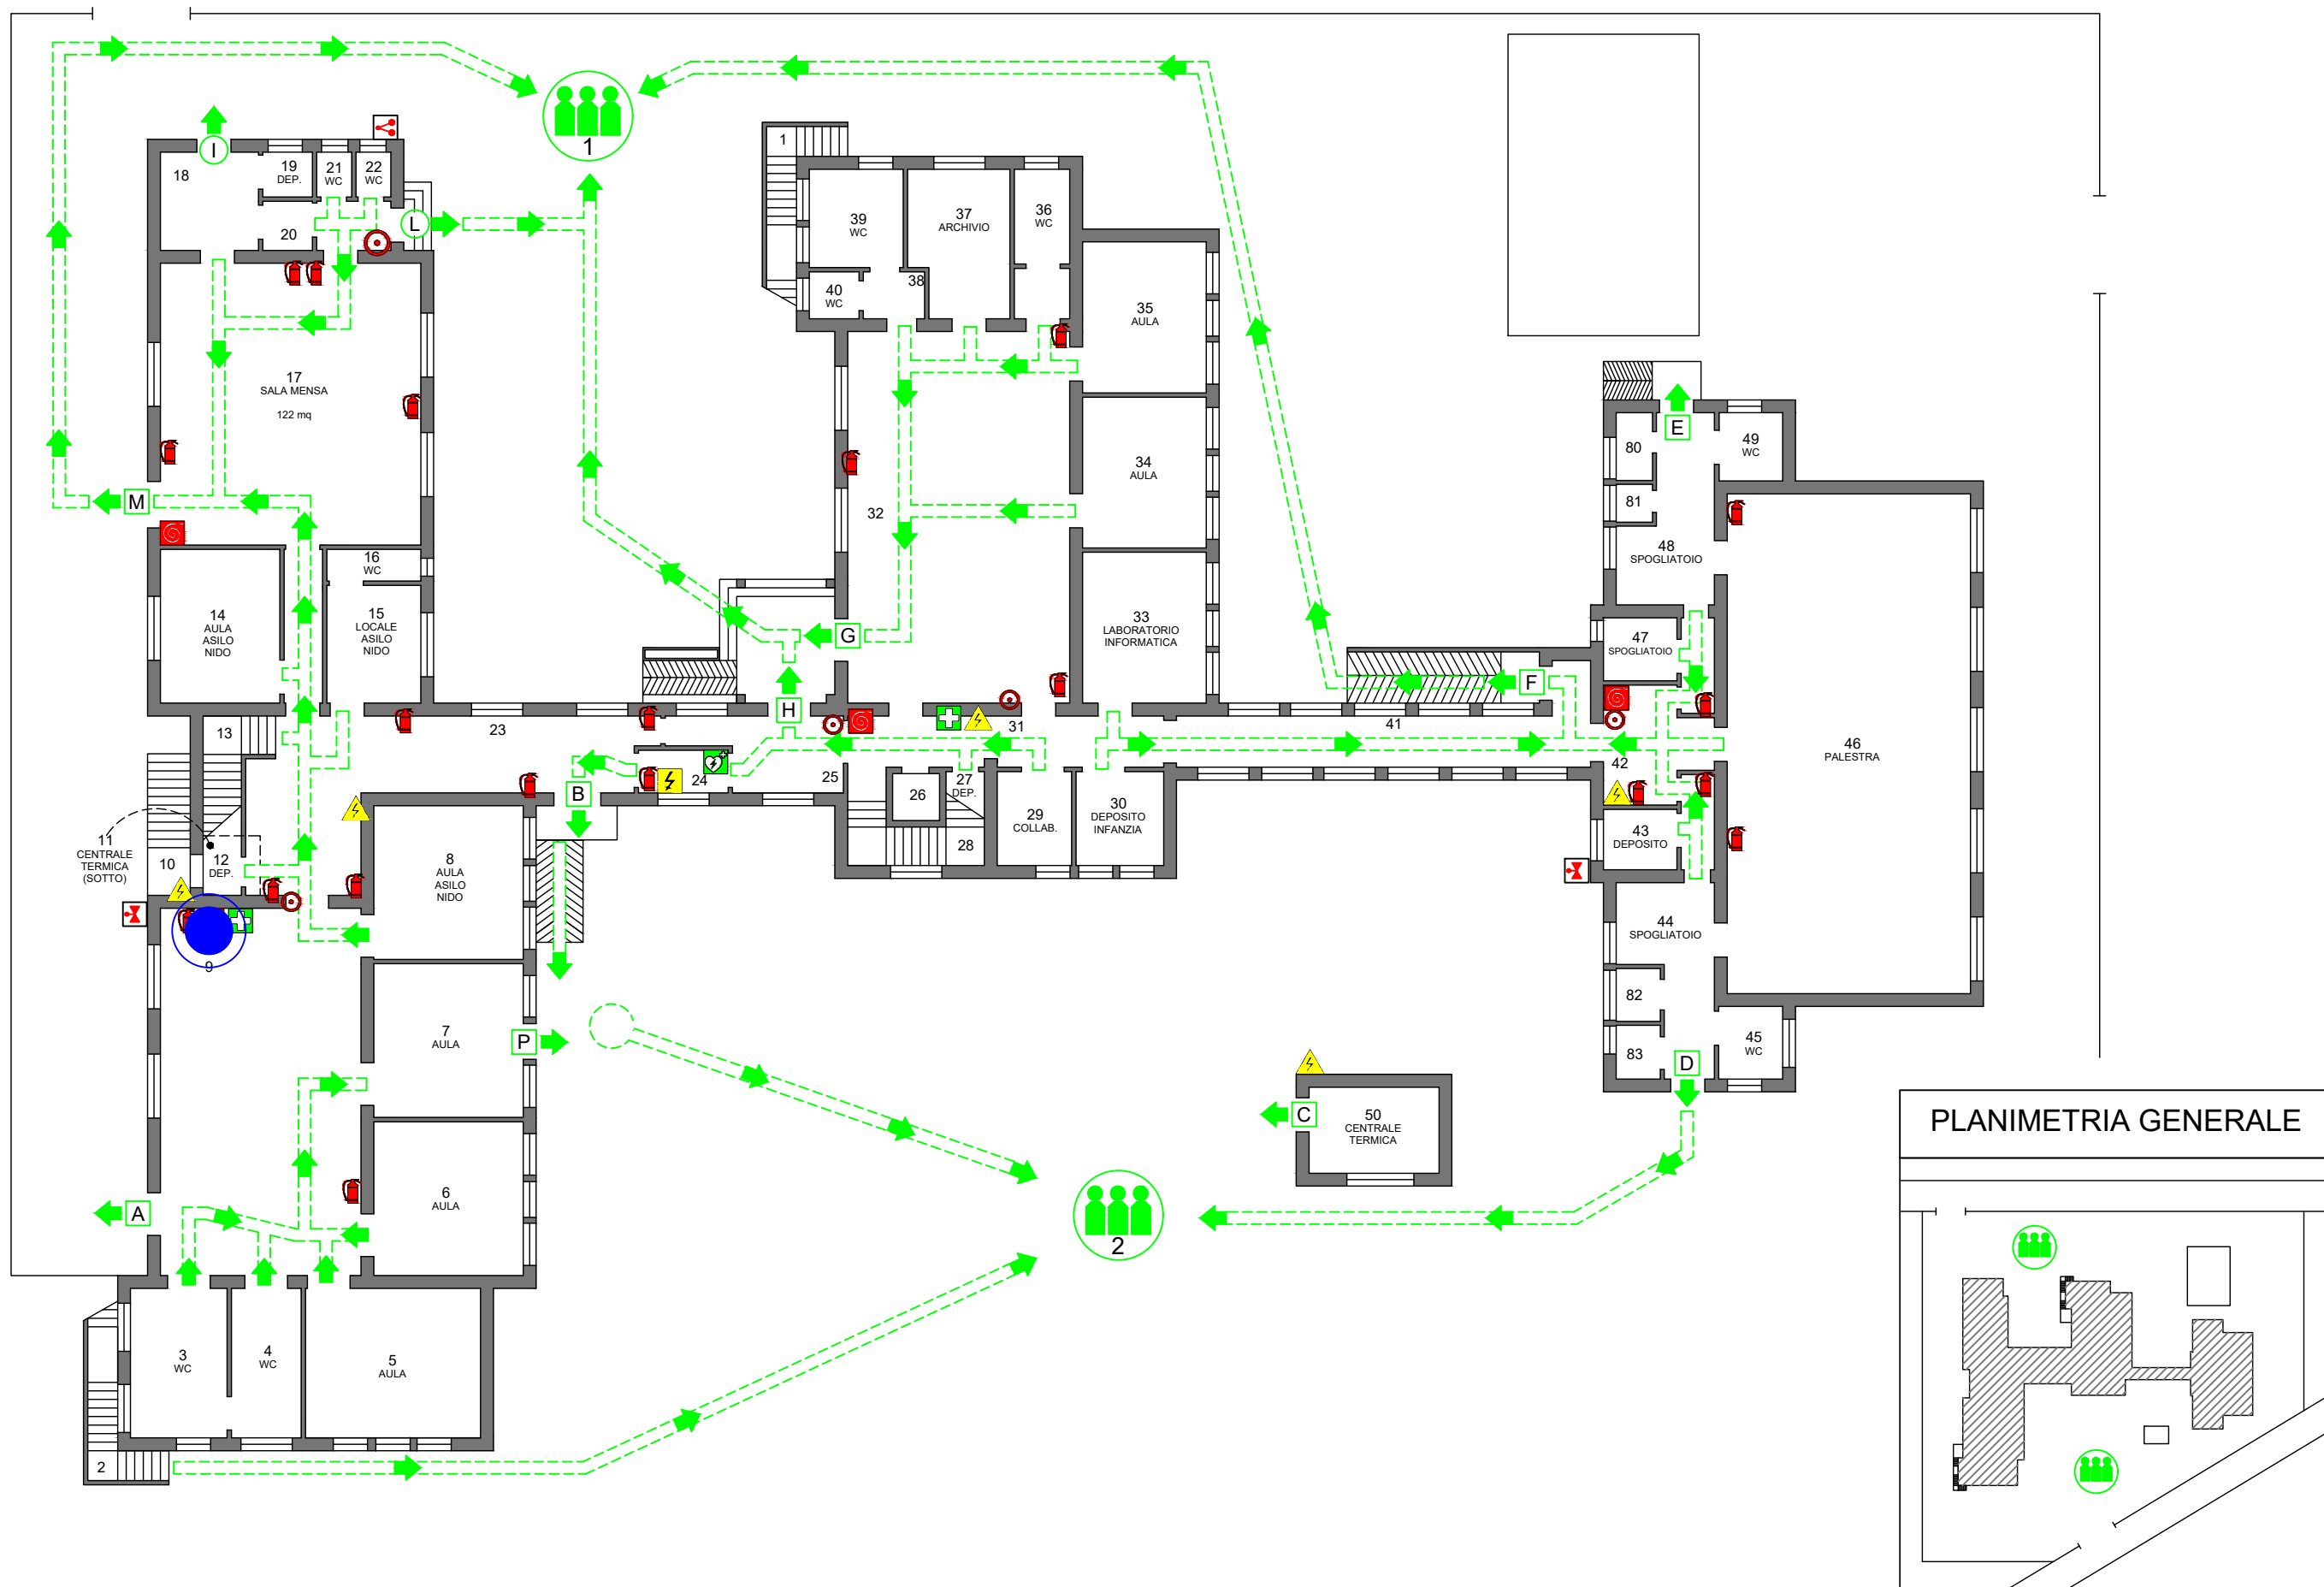 1
1
I
18
19
DEP.
21
WC
22
WC
20
L
39
WC
37
ARCHIVIO
36
WC
38
40
WC
35
AULA
17
SALA MENSA
122 mq
M
34
AULA
32
E
80
49
WC
81
48
SPOGLIATOIO
16
WC
14
AULA
ASILO
NIDO
15
LOCALE
ASILO
NIDO
33
LABORATORIO
INFORMATICA
G
47
SPOGLIATOIO
F
H
13
23
31
41
46
PALESTRA
42
B
24
25
26
27
DEP.
29
COLLAB.
30
DEPOSITO
INFANZIA
28
11
CENTRALE
TERMICA
(SOTTO)
10
12
DEP.
8
AULA
ASILO
NIDO
43
DEPOSITO
9
44
SPOGLIATOIO
82
7
AULA
P
83
45
WC
D
C
50
CENTRALE
TERMICA
PLANIMETRIA GENERALE
6
AULA
A
2
3
WC
4
WC
5
AULA
2